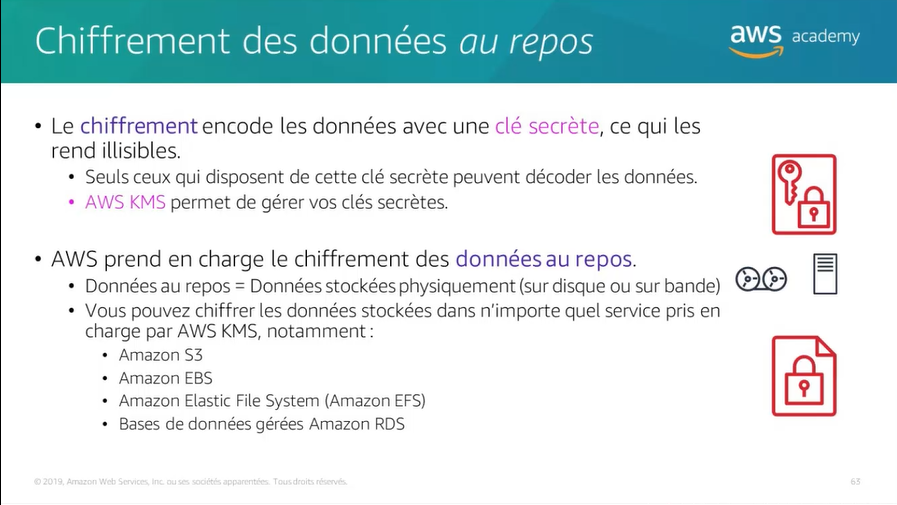 Chiffrement des données au repos
aws academy
• Le chiffrement encode les données avec une clé secrète, ce qui les
rend illisibles.
• Seuls ceux qui disposent de cette clé secrète peuvent décoder les données.
• AWS KMS permet de gérer vos clés secrètes.
• AWS prend en charge le chiffrement des données au repos.
• Données au repos = Données stockées physiquement (sur disque ou sur bande)
• Vous pouvez chiffrer les données stockées dans n'importe quel service pris en
charge par AWS KMS, notamment :
• Amazon S3
• Amazon EBS
• Amazon Elastic File System (Amazon EFS)
• Bases de données gérées Amazon RDS
© 2019, Amazon Web Services, Inc. ou ses sociétés apparentées. Tous droits réservés.
63